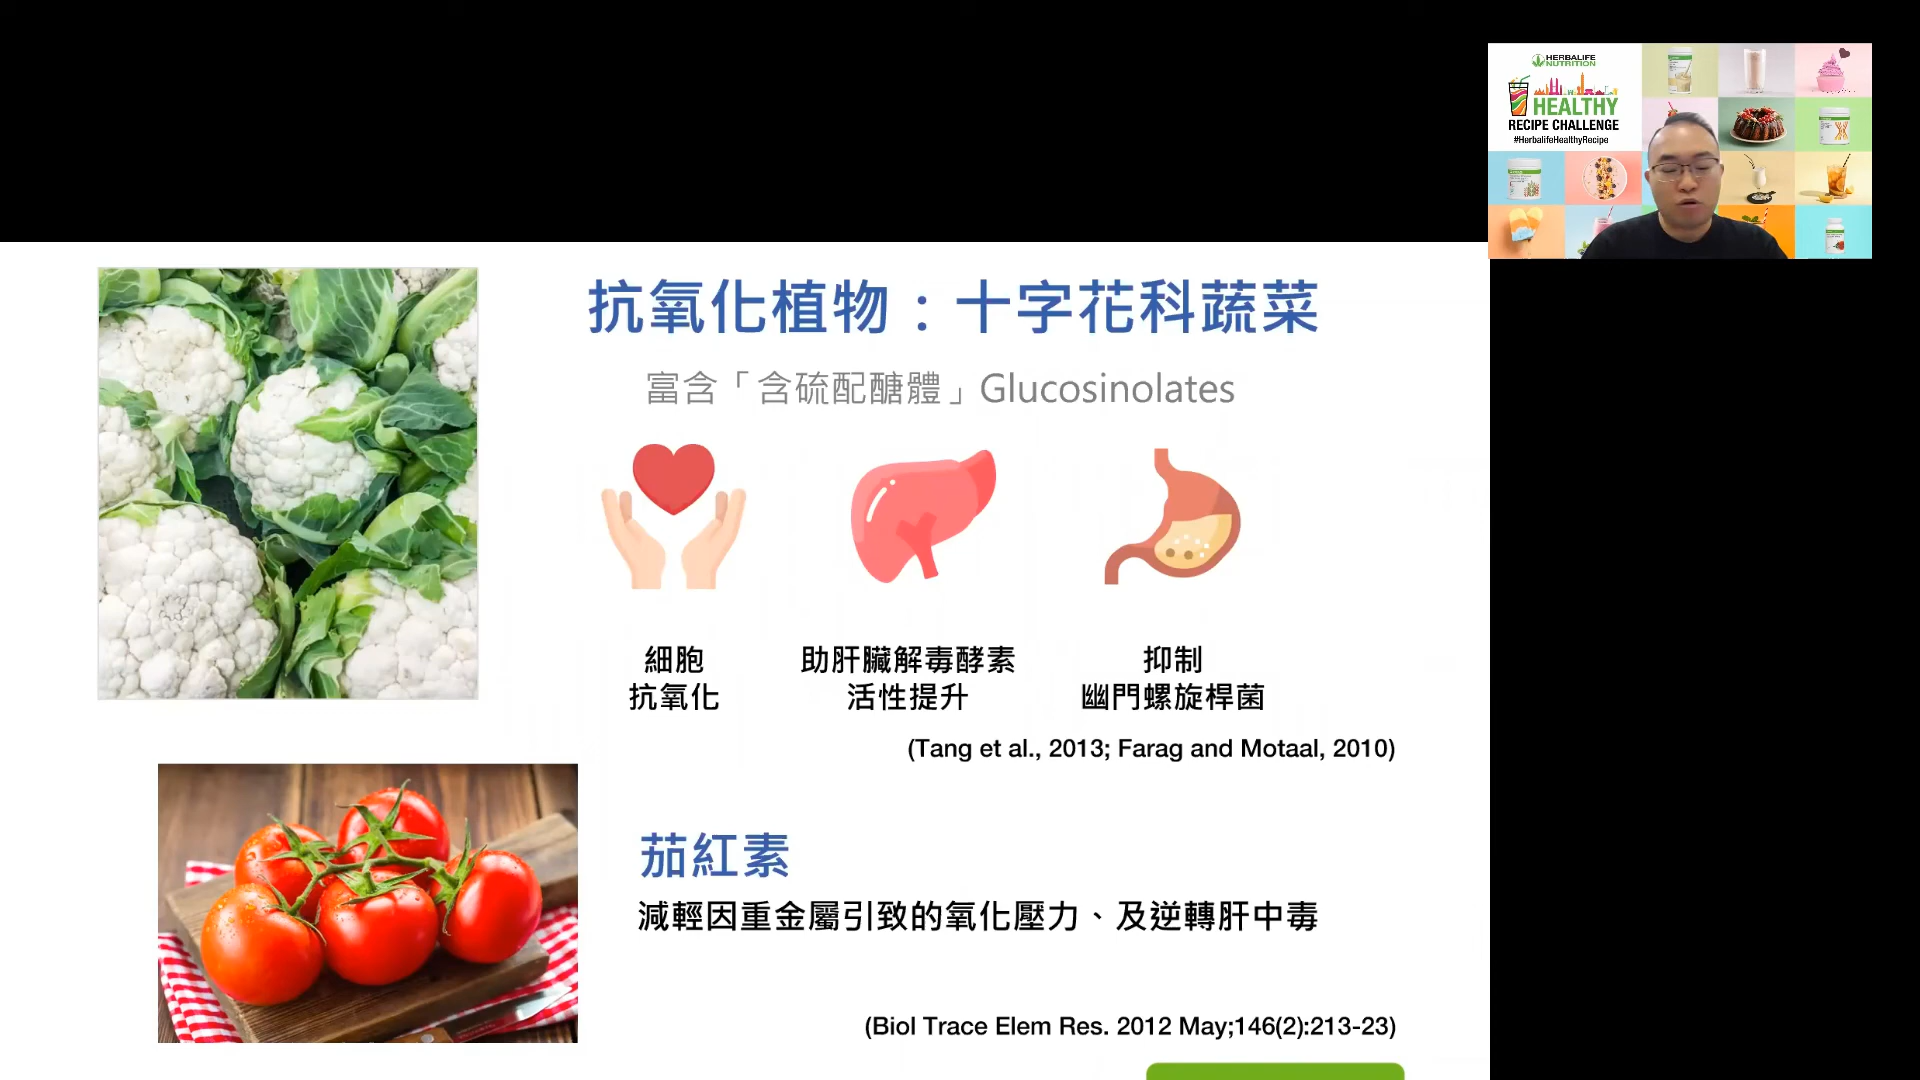 HERBALIFE
NUTRITION
HEALTHY
RECIPE CHALLENGE
#HerbalifeHealthyRecipe
抗氧化植物：十字花科蔬菜
富含「含硫配醣體」Glucosinolates
細胞
抗氧化
助肝臟解毒酵素
活性提升
抑制
幽門螺旋桿菌
(Tang et al., 2013; Farag and Motaal, 2010)
茄紅素
減輕因重金屬引致的氧化壓力、及逆轉肝中毒
(Biol Trace Elem Res. 2012 May;146(2):213-23)